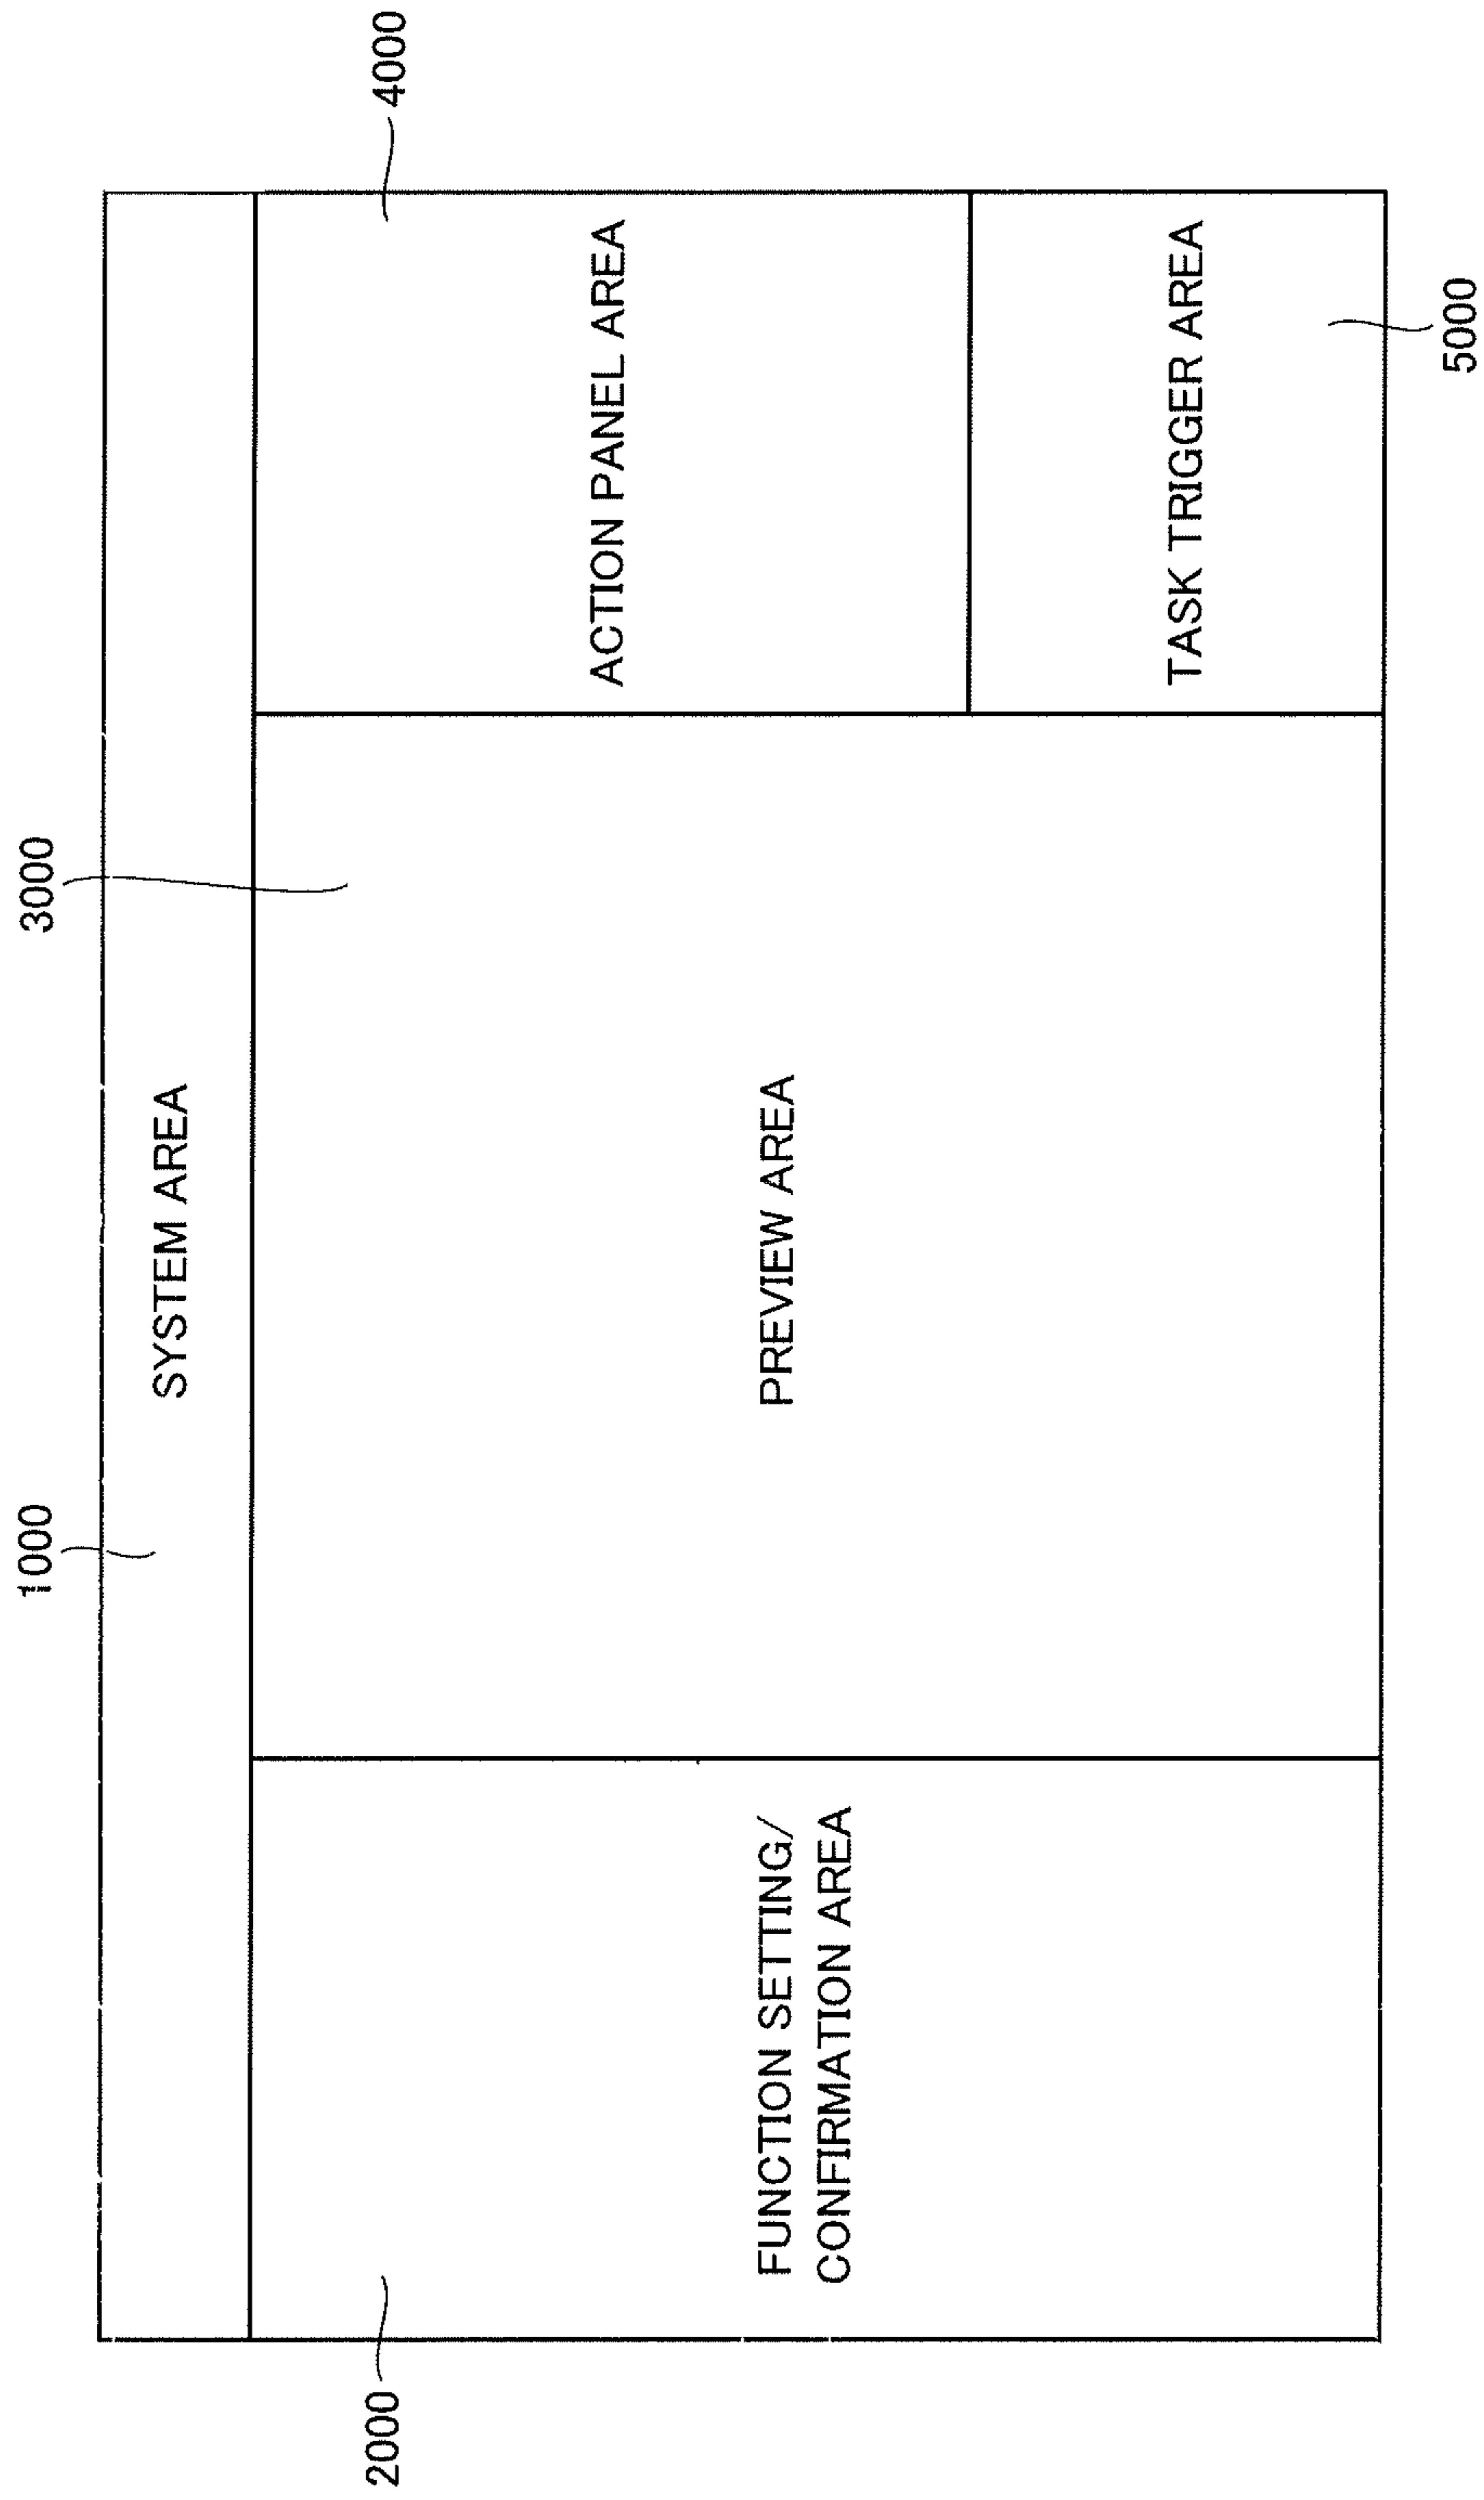 1000
3000
SYSTEM AREA
2000
4000
FUNCTION SETTING/
CONFIRMATION AREA
PREVIEW AREA
ACTION PANEL AREA
TASK TRIGGER AREA
5000